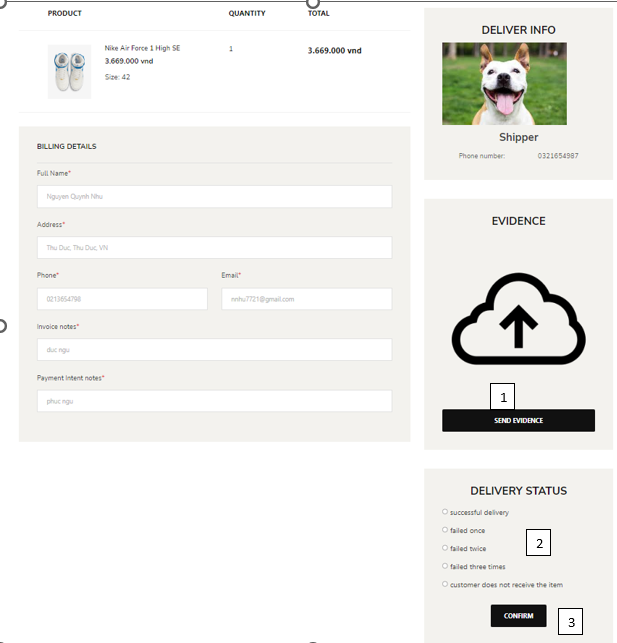 PRODUCT QUANTITY TOTAL
Nike Air Force 1 High SE 1 3.669.000 vnd
3.669.000 vnd
Size: 42
BILLING DETAILS
Full Name*
Nguyen Quynh Nhu
Address*
Thu Duc, Thu Duc, VN
Phone* Email*
0213654798 nnhu7721@gmail.com
Invoice notes*
duc ngu
Payment Intent notes*
phuc ngu
DELIVER INFO
Shipper
Phone number: 0321654987
EVIDENCE
1
SEND EVIDENCE
DELIVERY STATUS
successful delivery
failed once
failed twice
2
failed three times
customer does not receive the item
CONFIRM
3